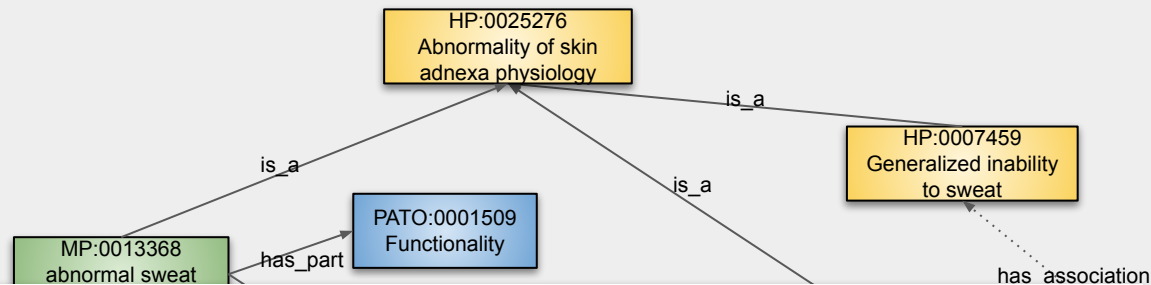 HP:0025276
Abnormality of skin
adnexa physiology
is_a
HP:0007459
Generalized inability
to sweat
is_a
is_a
PATO:0001509
Functionality
MP:0013368
abnormal sweat
has_part
has_association